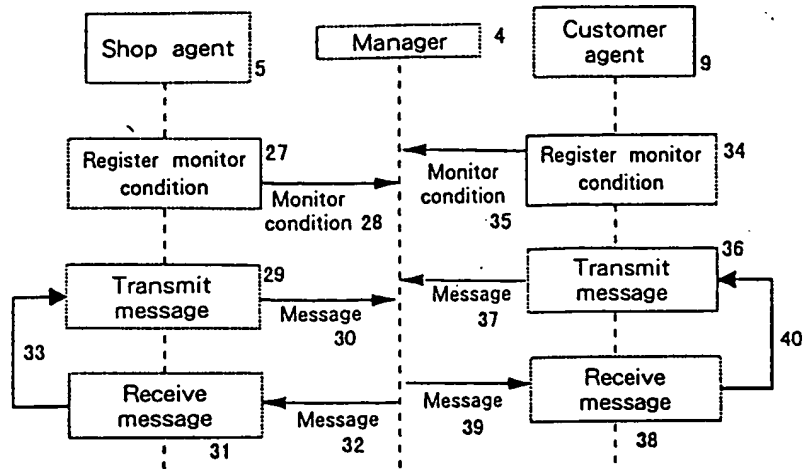 Shop agent
5
Manager
4
Customer
agent
9
Register monitor
condition
27
Monitor
condition 28
Monitor
condition
35
Register monitor
condition
34
Transmit
message
29
Message
30
Message
37
Transmit
message
36
33
40
Receive
message
31
Message
32
Message
39
Receive
message
38